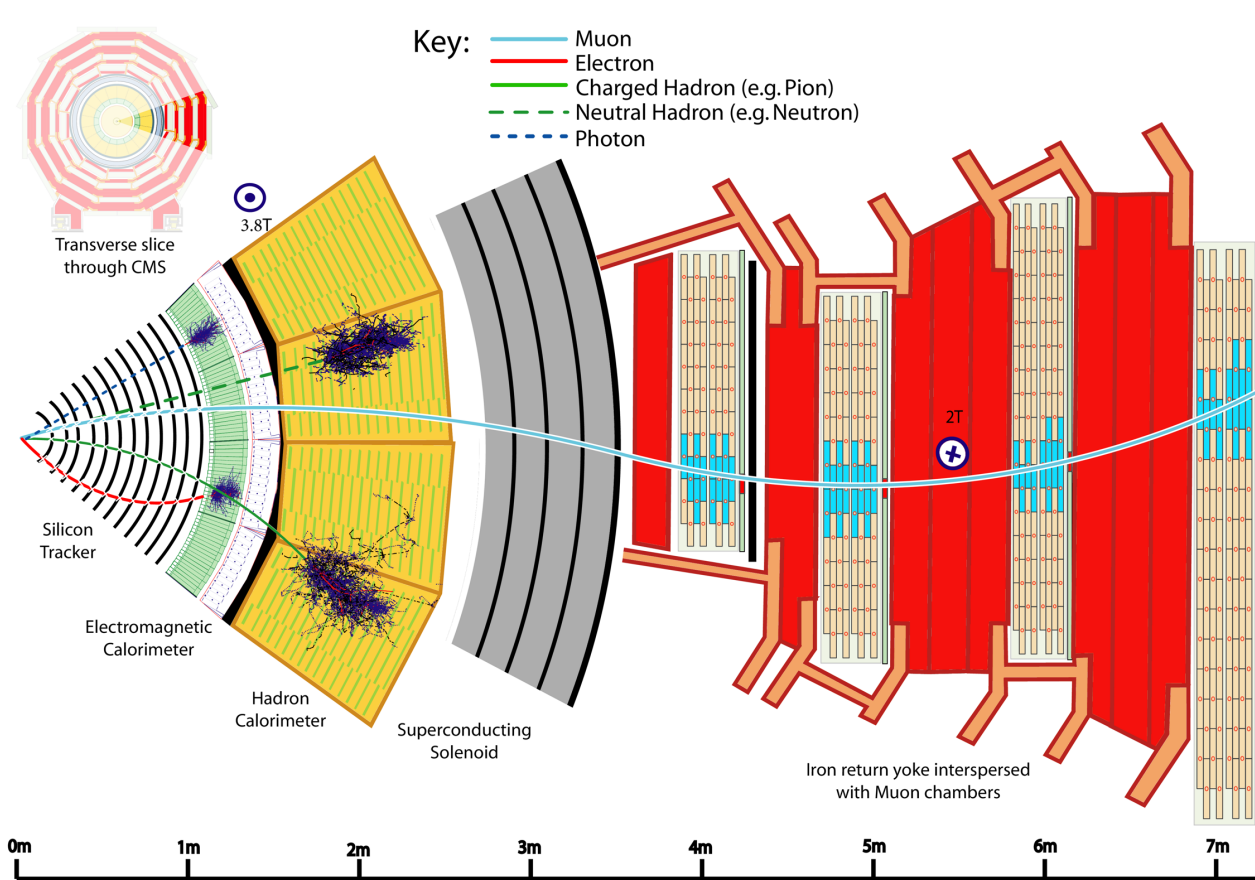 Key:
Muon
Electron
Charged Hadron (e.g. Pion)
Neutral Hadron (e.g. Neutron)
Photon
Transverse slice
through CMS
3.8T
2T
Silicon
Tracker
Electromagnetic
Calorimeter
Hadron
Calorimeter
Superconducting
Solenoid
Iron return yoke interspersed
with Muon chambers
0m 1m 2m 3m 4m 5m 6m 7m